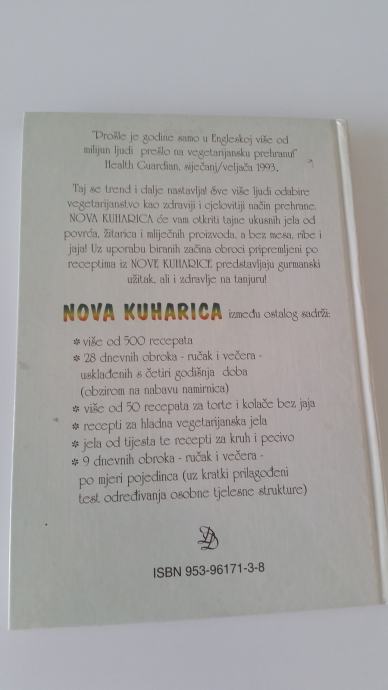 "Prošle je godine samo u Engleskoj više od
milijun ljudi prešlo na vegetarijansku prehranu!"
Health Guardian, siječanj/veljača 1993.
Taj se trend i dalje nastavlja! Sve više ljudi odabire
vegetarijanstvo kao zdraviji i cjelovitiji način prehrane.
NOVA KUHARICA će vam otkriti tajne ukusnih jela od
povrća, žitarica i mliječnih proizvoda, a bez mesa, ribe i
jaja! Uz uporabu biranih začina obroci pripremljeni po
receptima iz NOVE KUHARICE predstavljaju gurmanski
užitak, ali i zdravlje na tanjuru!
NOVA KUHARICA između ostalog sadrži:
* više od 500 recepata
* 28 dnevnih obroka - ručak i večera -
usklađenih s četiri godišnja doba
(obzirom na nabavu namirnica)
* više od 50 recepata za torte i kolače bez jaja
* recepti za hladna vegetarijanska jela
* jela od tijesta te recepti za kruh i pecivo
* 9 dnevnih obroka - ručak i večera -
po mjeri pojedinca (uz kratki prilagođeni
test određivanja osobne tjelesne strukture)
ISBN 953-96171-3-8